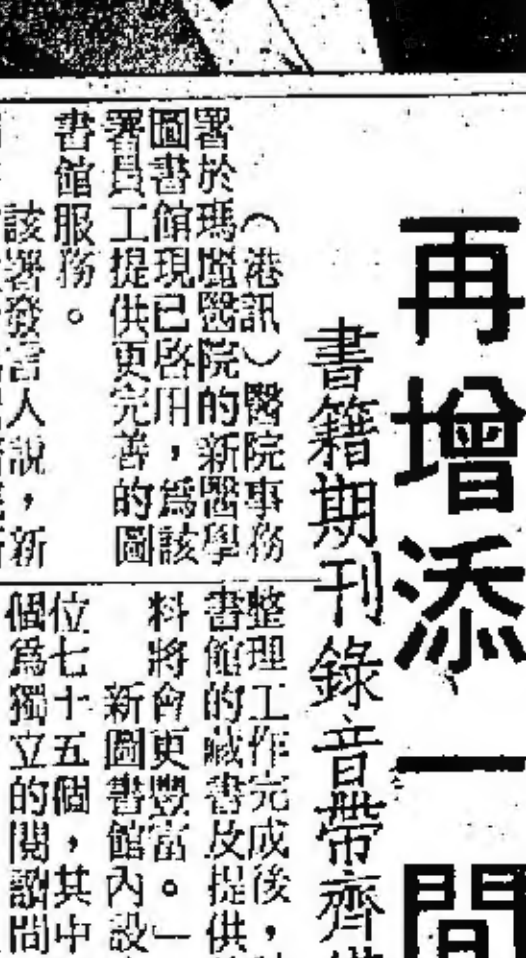 再增添一間
書籍期刊錄音帶齊備
（港訊）醫院事務
署於瑪麗醫院的新醫學
圖書館現已啓用，爲該
署員工提供更完善的圖
書館服務。
該署發言人說，新
整理工作完成後，
書館的藏書及提供
料將會更豐富。」
新圖書館內設
位七十五個，其中
個爲獨立的閱讀間